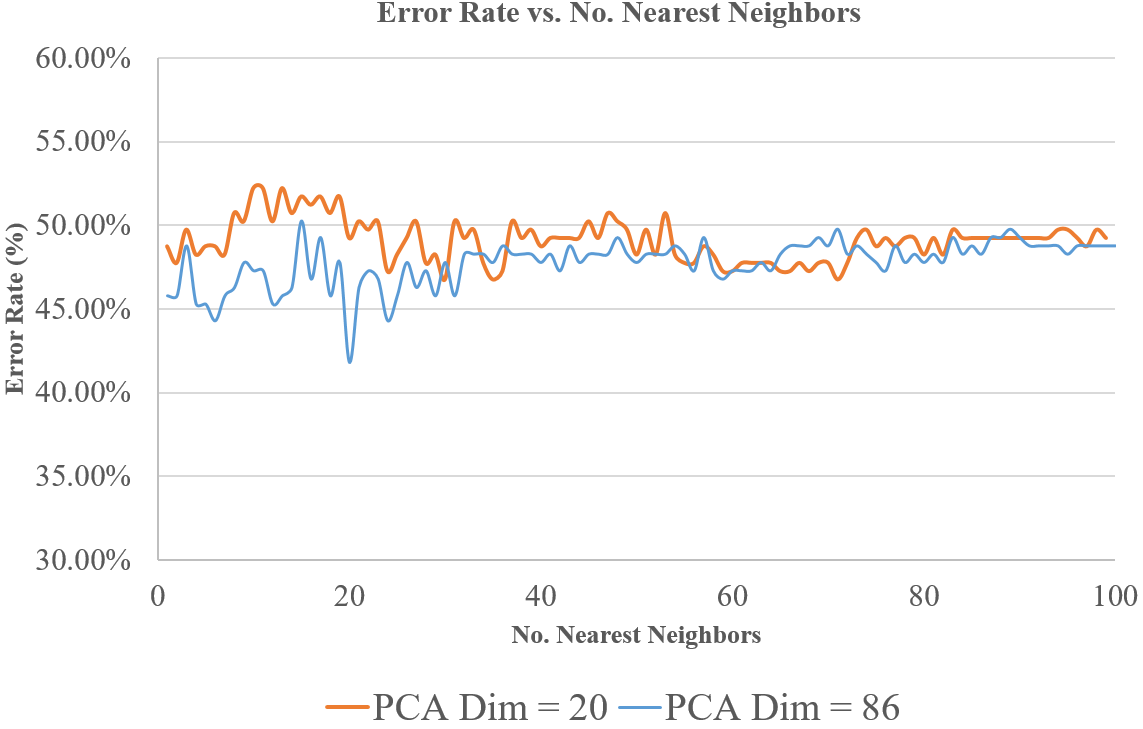 Error Rate vs. No. Nearest Neighbors
60.00%
55.00%
50.00%
45.00%
40.00%
35.00%
30.00%
Error Rate (%)
0 20 40 60 80 100
No. Nearest Neighbors
PCA Dim = 20 PCA Dim = 86